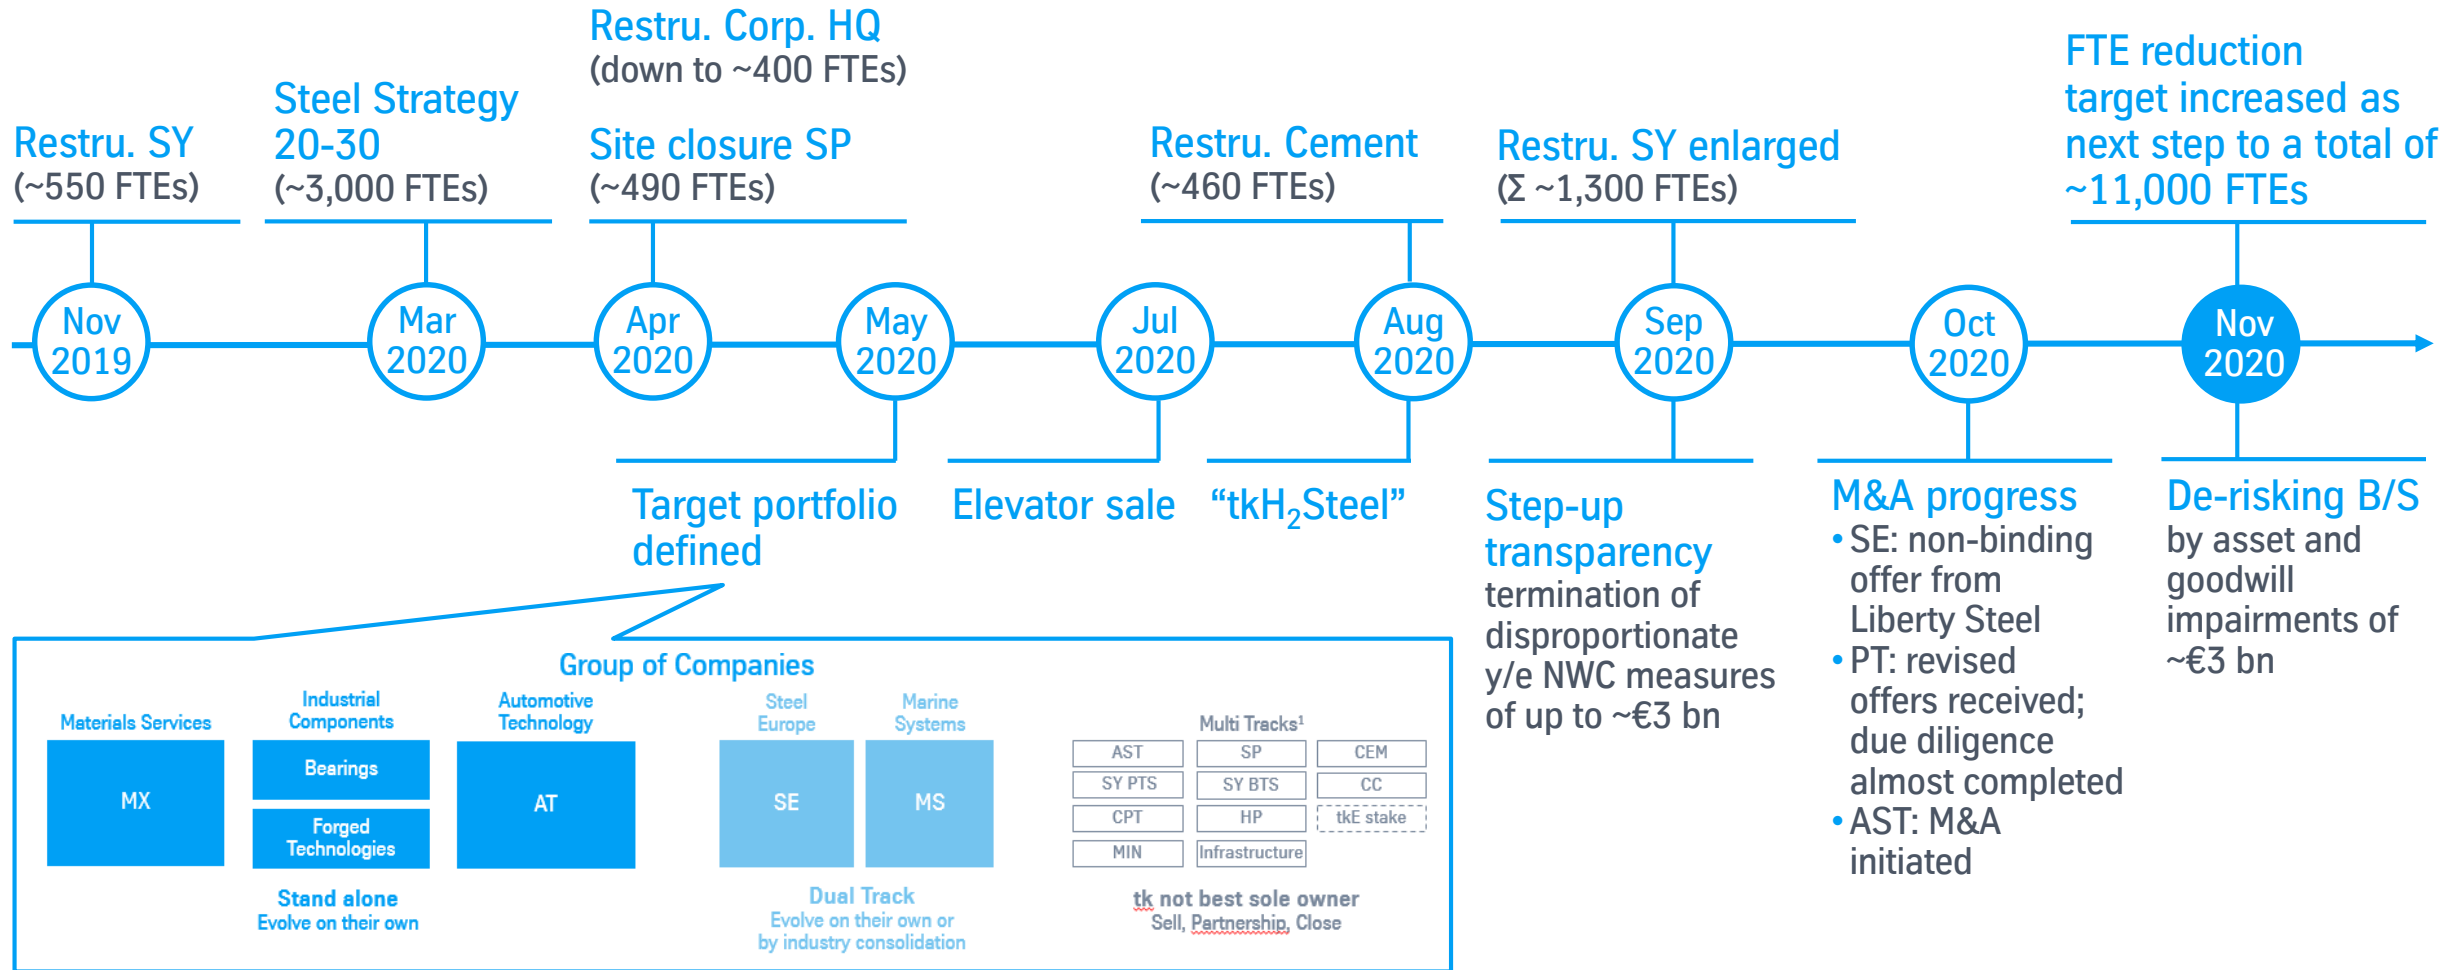 Restru. SY
(~550 FTEs)
Steel Strategy
20-30
(~3,000 FTEs)
Restru. Corp. HQ
(down to ~400 FTEs)
Site closure SP
(~490 FTEs)
Restru. Cement
(~460 FTEs)
Restru. SY enlarged
(Σ ~1,300 FTEs)
FTE reduction
target increased as
next step to a total of
~11,000 FTEs
Nov
2019
Mar
2020
Apr
2020
May
2020
Jul
2020
Aug
2020
Sep
2020
Oct
2020
Nov
2020
Target portfolio
defined
Elevator sale
“tkH₂Steel”
Step-up
transparency
termination of
disproportionate
y/e NWC measures
of up to ~€3 bn
M&A progress
• SE: non-binding
offer from
Liberty Steel
• PT: revised
offers received;
due diligence
almost completed
• AST: M&A
initiated
De-risking B/S
by asset and
goodwill
impairments of
~€3 bn
Group of Companies
Materials Services
MX
Industrial
Components
Bearings
Forged
Technologies
Automotive
Technology
AT
Stand alone
Evolve on their own
Steel
Europe
SE
Marine
Systems
MS
Dual Track
Evolve on their own or
by industry consolidation
Multi Tracks¹
AST
SP
CEM
SY PTS
SY BTS
CC
CPT
HP
tkE stake
MIN
Infrastructure
tk not best sole owner
Sell, Partnership, Close